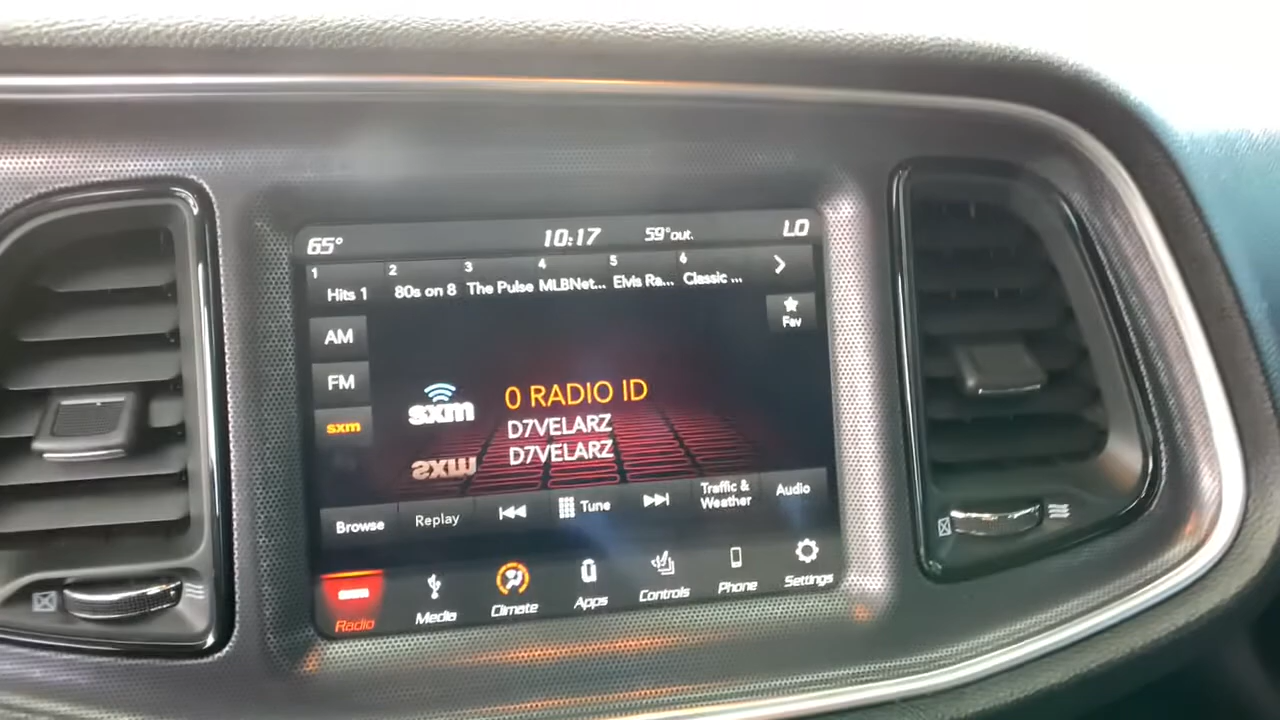 65° 10:17 59°out. LO
1 2 3 4 5 6
Hits 1 80s on 8 The Pulse MLBNet... Elvis Ra... Classic ...
AM
Fav
FM
sxm
sxm
0 RADIO ID
D7VELARZ
D7VELARZ
Browse Replay Tune Traffic & Weather Audio
Radio Media Climate Apps Controls Phone Settings